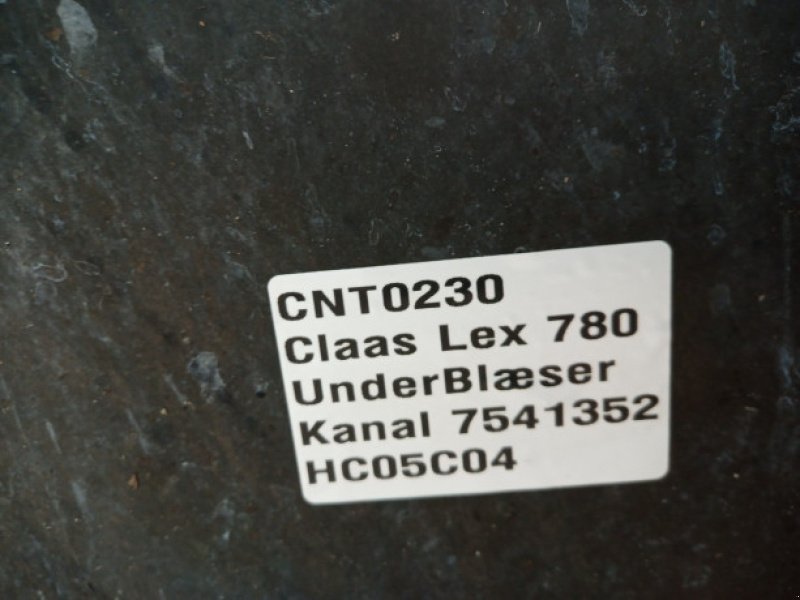 CNT0230
Claas Lex 780
UnderBlæser
Kanal 7541352
HC05C04